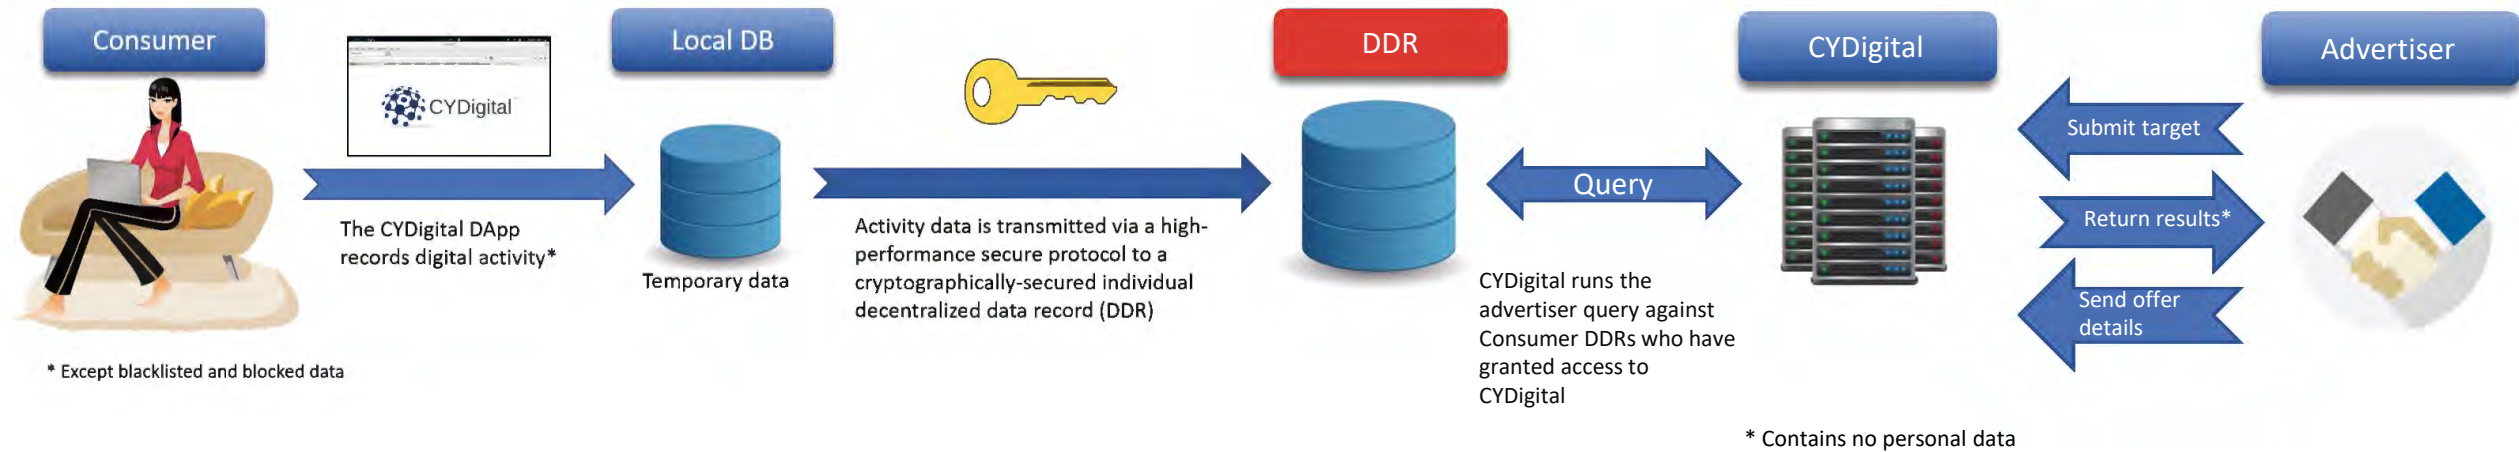 Consumer
Local DB
DDR
CYDigital
Advertiser
CYDigital
The CYDigital DApp
records digital activity*
Temporary data
Activity data is transmitted via a high-
performance secure protocol to a
cryptographically-secured individual
decentralized data record (DDR)
Query
CYDigital runs the
advertiser query against
Consumer DDRs who have
granted access to
CYDigital
Submit target
Return results*
Send offer
details
* Except blacklisted and blocked data
* Contains no personal data